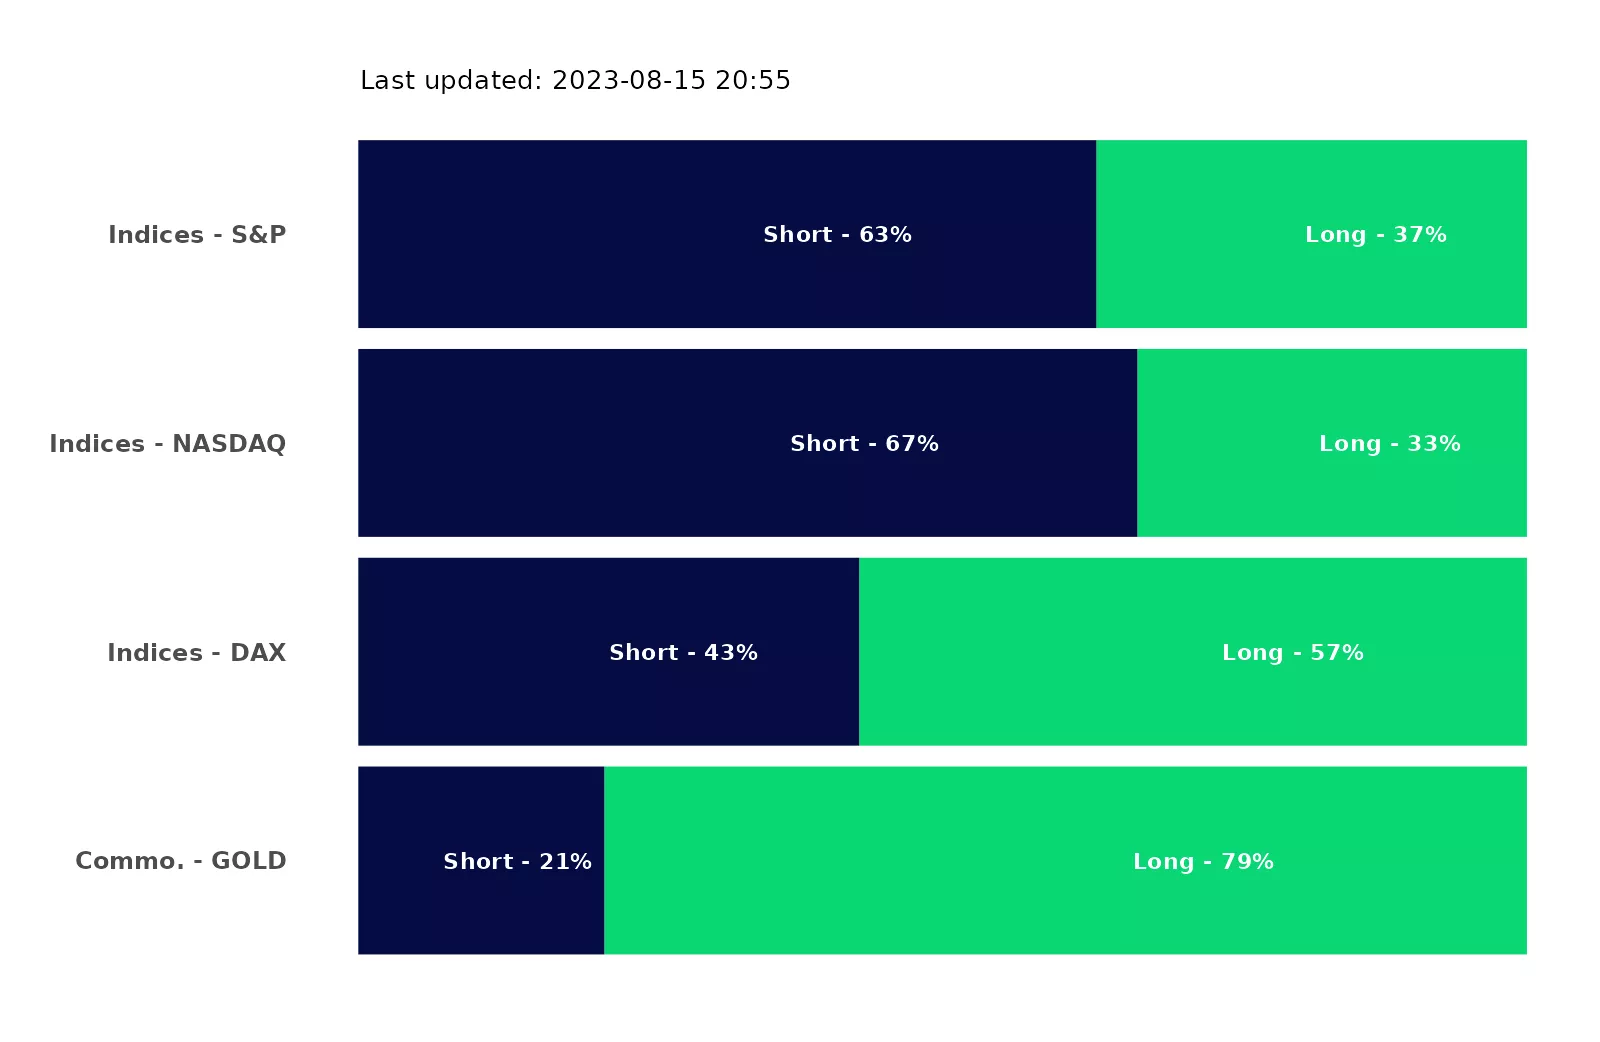 Last updated: 2023-08-15 20:55
Indices - S&P Short - 63% Long - 37%
Indices - NASDAQ Short - 67% Long - 33%
Indices - DAX Short - 43% Long - 57%
Commo. - GOLD Short - 21% Long - 79%